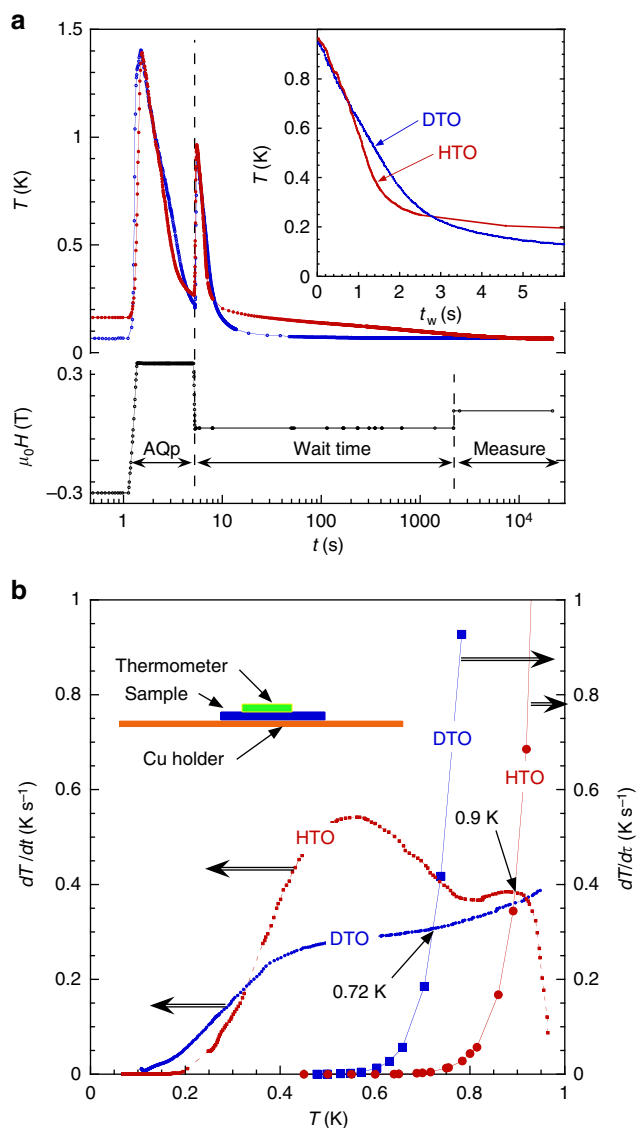 a
1.5
1
0.5
0
T (K)
0.8
0.6
0.4
0.2
0
T (K)
DTO
HTO
0 1 2 3 4 5
t_w (s)
0.3
−0.3
μ₀H (T)
AQp
Wait time
Measure
1 10 100 1000 10⁴
t (s)
b
1
0.8
0.6
0.4
0.2
0
dT/dt (K s⁻¹)
Thermometer
Sample
Cu holder
HTO
DTO
DTO
HTO
0.9 K
0.72 K
1
0.8
0.6
0.4
0.2
0
dT/dτ (K s⁻¹)
0 0.2 0.4 0.6 0.8 1
T (K)